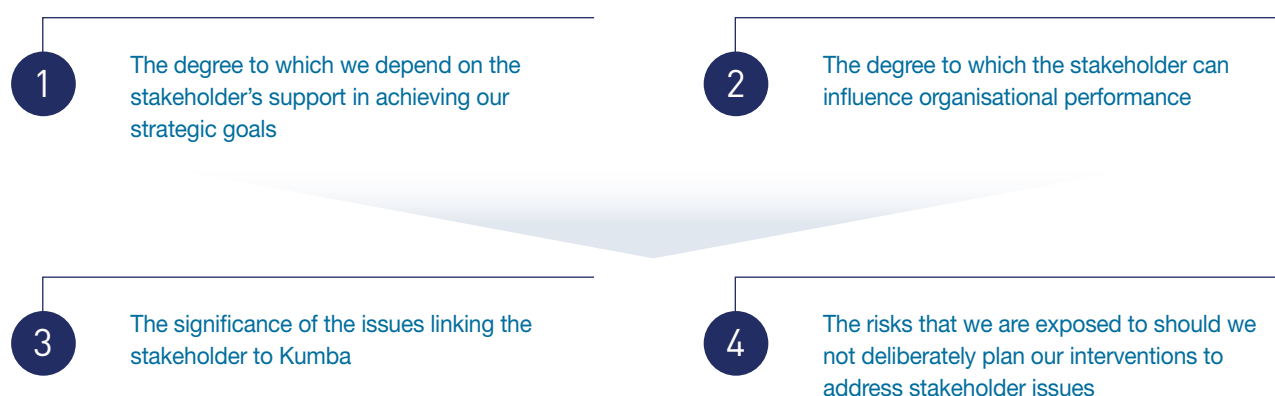 1
The degree to which we depend on the
stakeholder’s support in achieving our
strategic goals
2
The degree to which the stakeholder can
influence organisational performance
3
The significance of the issues linking the
stakeholder to Kumba
4
The risks that we are exposed to should we
not deliberately plan our interventions to
address stakeholder issues